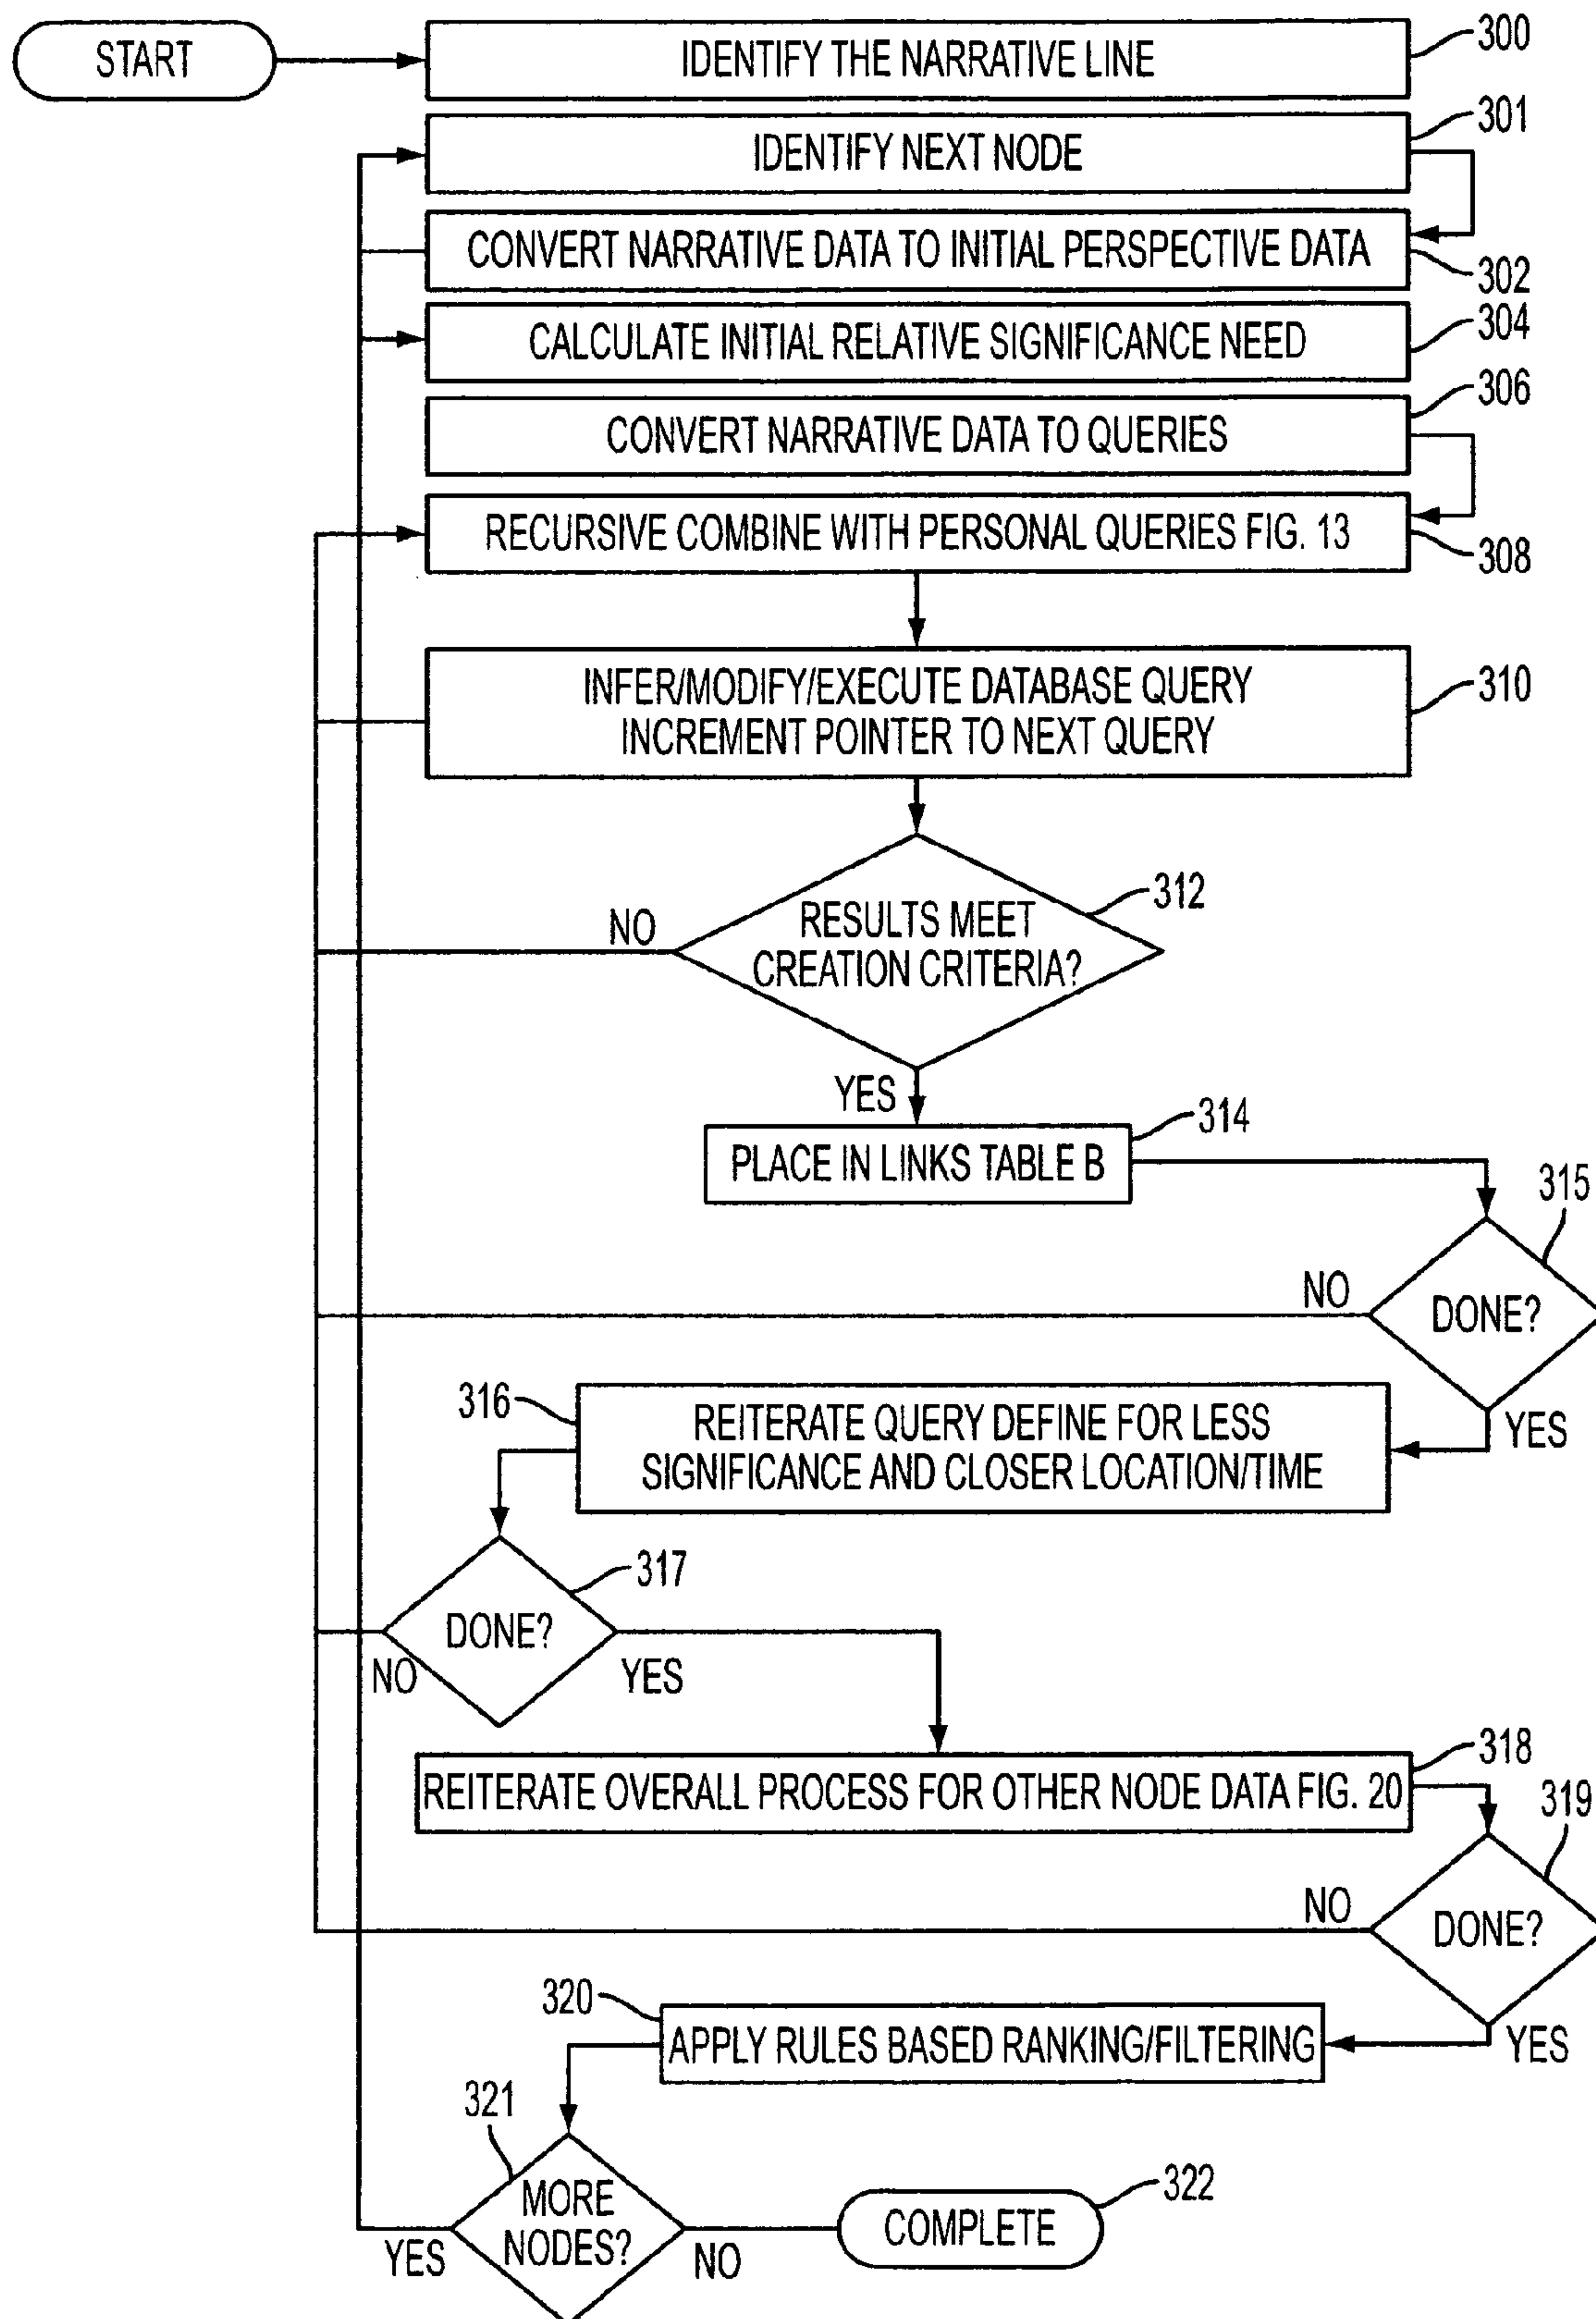 START
IDENTIFY THE NARRATIVE LINE
300
IDENTIFY NEXT NODE
301
CONVERT NARRATIVE DATA TO INITIAL PERSPECTIVE DATA
302
CALCULATE INITIAL RELATIVE SIGNIFICANCE NEED
304
CONVERT NARRATIVE DATA TO QUERIES
306
RECURSIVE COMBINE WITH PERSONAL QUERIES FIG. 13
308
INFER/MODIFY/EXECUTE DATABASE QUERY
INCREMENT POINTER TO NEXT QUERY
310
RESULTS MEET
CREATION CRITERIA?
312
NO
YES
PLACE IN LINKS TABLE B
314
315
DONE?
NO
YES
316
REITERATE QUERY DEFINE FOR LESS
SIGNIFICANCE AND CLOSER LOCATION/TIME
317
DONE?
NO
YES
REITERATE OVERALL PROCESS FOR OTHER NODE DATA FIG. 20
318
319
DONE?
NO
YES
320
APPLY RULES BASED RANKING/FILTERING
321
MORE
NODES?
YES
NO
COMPLETE
322